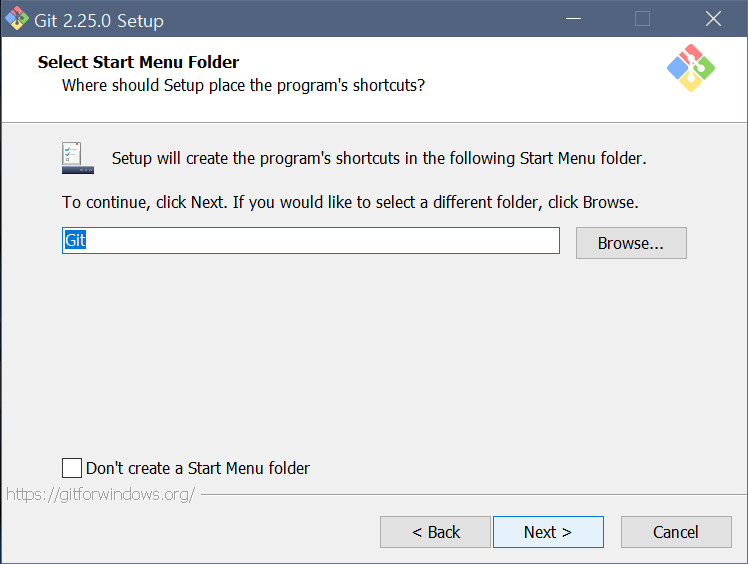 Git 2.25.0 Setup
Select Start Menu Folder
Where should Setup place the program's shortcuts?
Setup will create the program's shortcuts in the following Start Menu folder.
To continue, click Next. If you would like to select a different folder, click Browse.
Git
Browse...
Don't create a Start Menu folder
https://gitforwindows.org/
< Back
Next >
Cancel